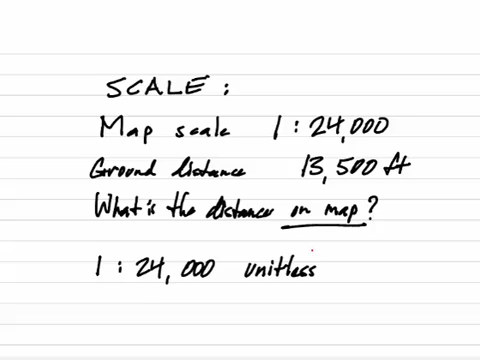 SCALE:
Map scale 1:24,000
Ground distance 13,500 ft
What is the distance on map?
1:24,000 unitless